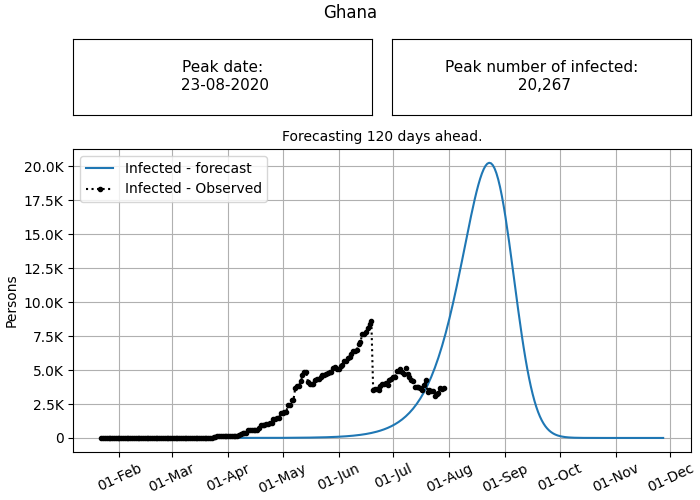 Ghana
Peak date:
23-08-2020
Peak number of infected:
20,267
Forecasting 120 days ahead.
Infected - forecast
Infected - Observed
Persons
20.0K
17.5K
15.0K
12.5K
10.0K
7.5K
5.0K
2.5K
0
01-Feb
01-Mar
01-Apr
01-May
01-Jun
01-Jul
01-Aug
01-Sep
01-Oct
01-Nov
01-Dec